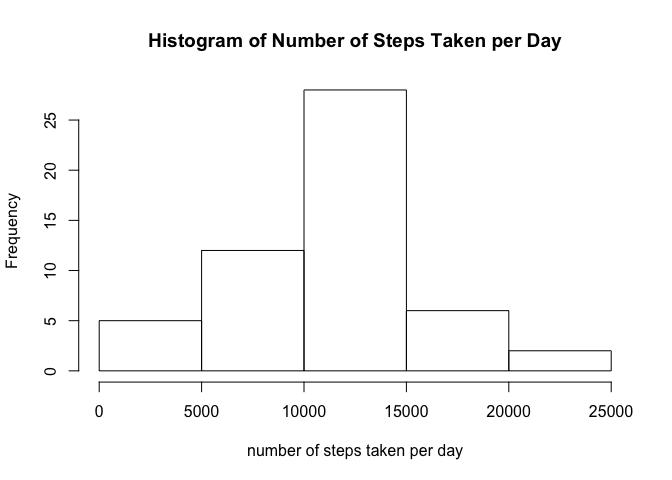 Histogram of Number of Steps Taken per Day
Frequency
25
20
15
10
5
0
0 5000 10000 15000 20000 25000
number of steps taken per day